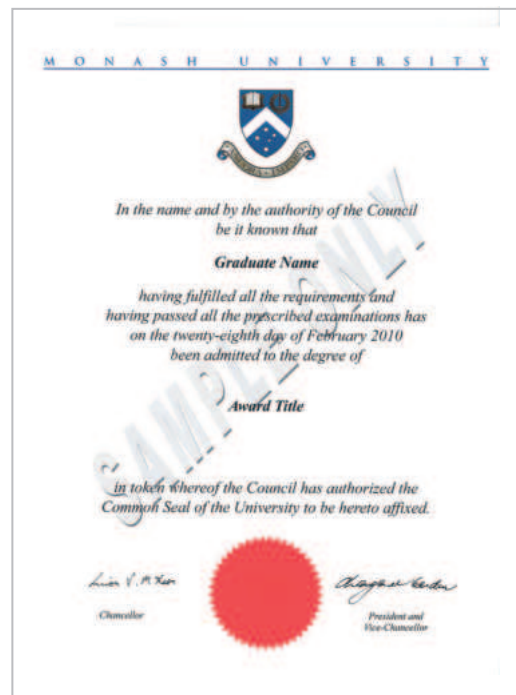 MONASH UNIVERSITY
In the name and by the authority of the Council
be it known that
Graduate Name
having fulfilled all the requirements and
having passed all the prescribed examinations has
on the twenty-eighth day of February 2010
been admitted to the degree of
Award Title
in token whereof the Council has authorized the
Common Seal of the University to be hereto affixed.
SAMPLE ONLY
Chancellor
President and
Vice-Chancellor